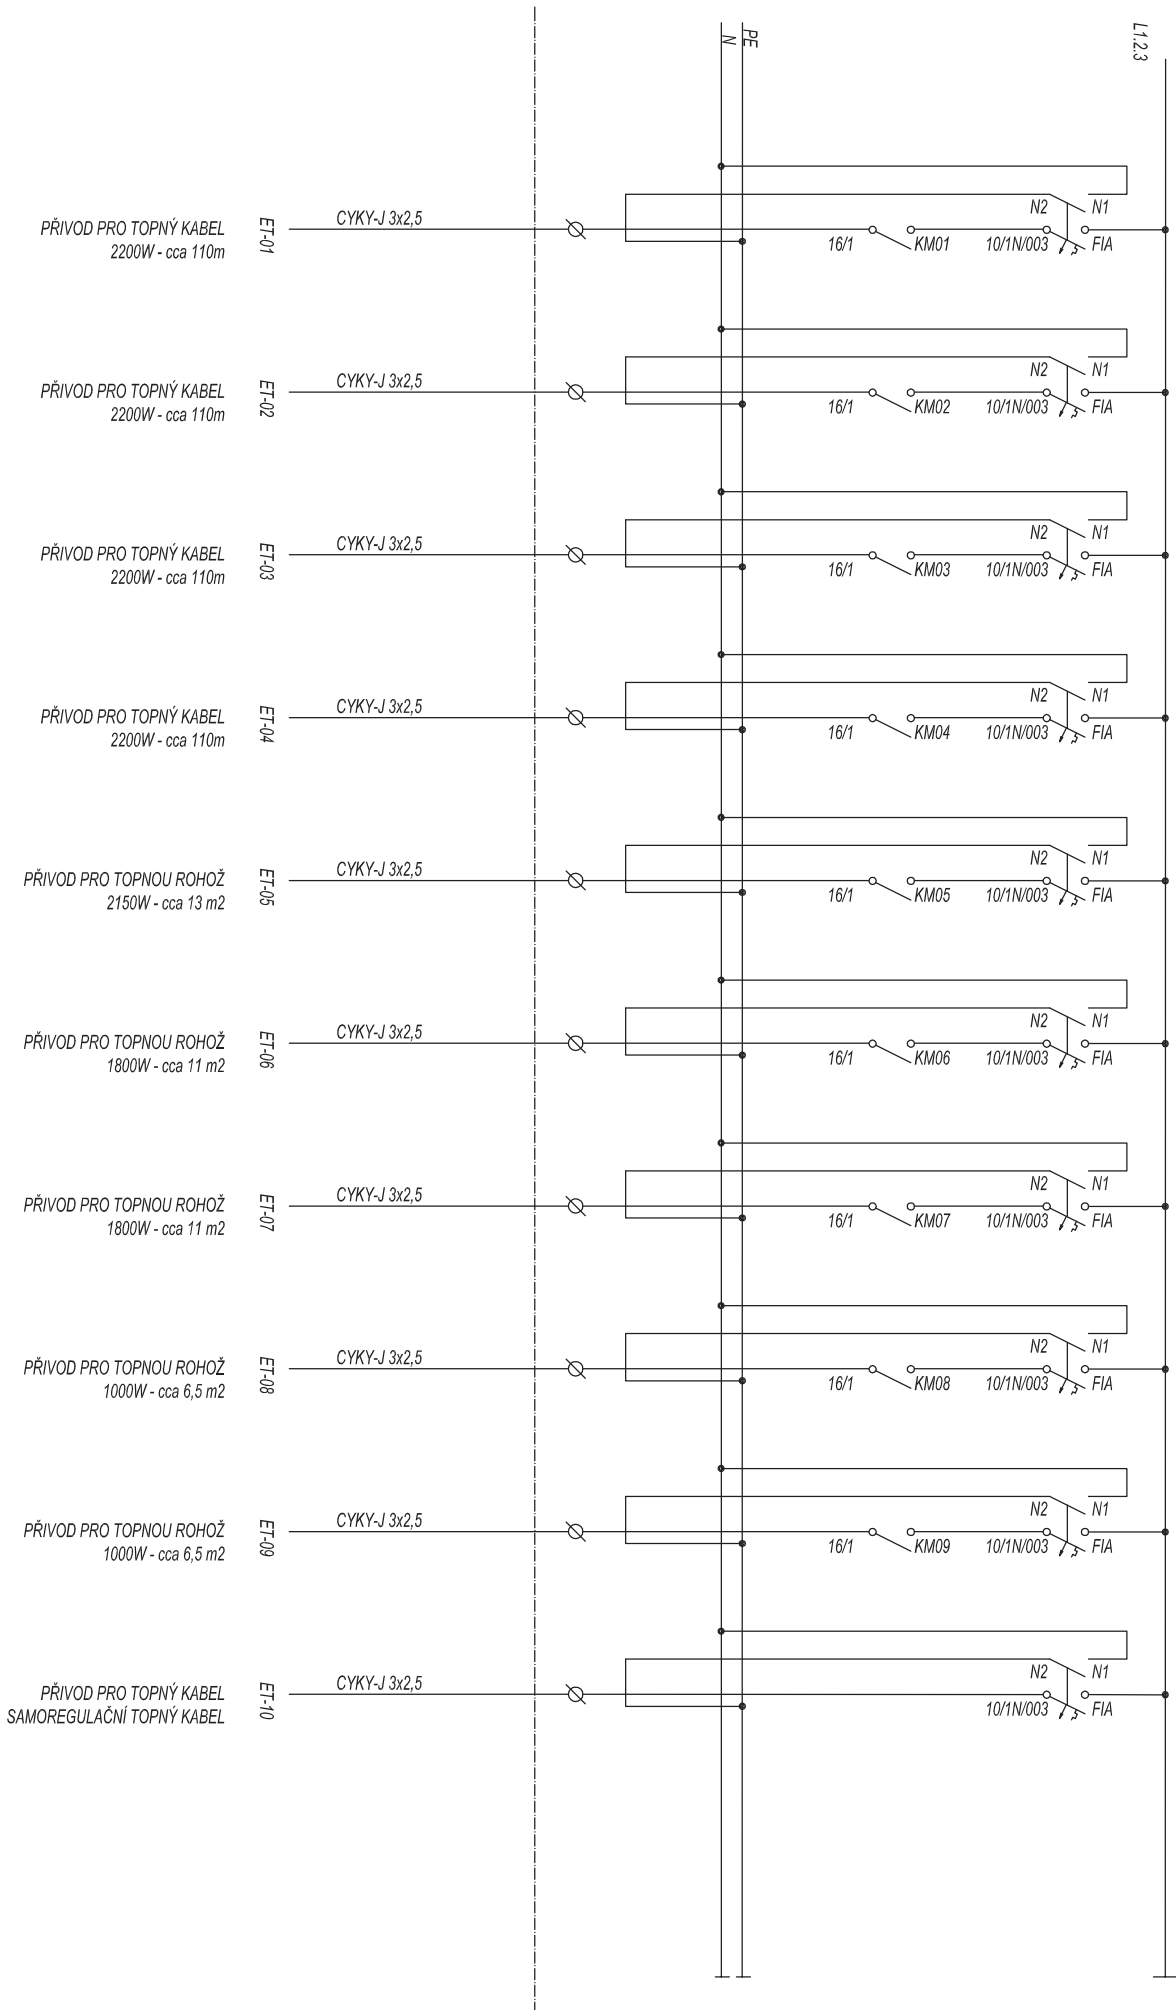 L1.2.3
PE
N
N2 N1
PŘIVOD PRO TOPNÝ KABEL ET-01 CYKY-J 3x2,5
2200W - cca 110m 16/1 KM01 10/1N/003 FIA
N2 N1
PŘIVOD PRO TOPNÝ KABEL ET-02 CYKY-J 3x2,5
2200W - cca 110m 16/1 KM02 10/1N/003 FIA
N2 N1
PŘIVOD PRO TOPNÝ KABEL ET-03 CYKY-J 3x2,5
2200W - cca 110m 16/1 KM03 10/1N/003 FIA
N2 N1
PŘIVOD PRO TOPNÝ KABEL ET-04 CYKY-J 3x2,5
2200W - cca 110m 16/1 KM04 10/1N/003 FIA
N2 N1
PŘIVOD PRO TOPNOU ROHOŽ ET-05 CYKY-J 3x2,5
2150W - cca 13 m2 16/1 KM05 10/1N/003 FIA
N2 N1
PŘIVOD PRO TOPNOU ROHOŽ ET-06 CYKY-J 3x2,5
1800W - cca 11 m2 16/1 KM06 10/1N/003 FIA
N2 N1
PŘIVOD PRO TOPNOU ROHOŽ ET-07 CYKY-J 3x2,5
1800W - cca 11 m2 16/1 KM07 10/1N/003 FIA
N2 N1
PŘIVOD PRO TOPNOU ROHOŽ ET-08 CYKY-J 3x2,5
1000W - cca 6,5 m2 16/1 KM08 10/1N/003 FIA
N2 N1
PŘIVOD PRO TOPNOU ROHOŽ ET-09 CYKY-J 3x2,5
1000W - cca 6,5 m2 16/1 KM09 10/1N/003 FIA
N2 N1
PŘIVOD PRO TOPNÝ KABEL ET-10 CYKY-J 3x2,5
SAMOREGULAČNÍ TOPNÝ KABEL 10/1N/003 FIA